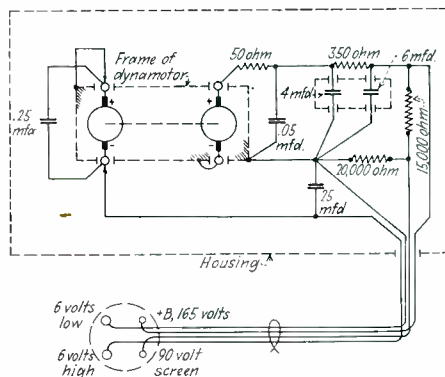 50 ohm
350 ohm
6 mfd.
Frame of
dynamotor
.25
mfd
4 mfd.
.05
mfd.
15,000 ohm
20,000 ohm
.25
mfd
Housing
6 volts
low
+B, 165 volts
6 volts
high
90 volt
screen